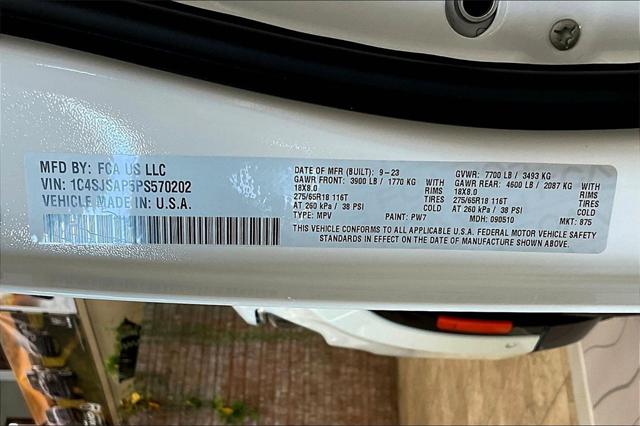 MFD BY: FCA US LLC
VIN: 1C4SJSAP5PS570202
VEHICLE MADE IN U.S.A.
DATE OF MFR (BUILT): 9-23 GVWR: 7700 LB / 3493 KG
GAWR FRONT: 3900 LB / 1770 KG WITH GAWR REAR: 4600 LB / 2087 KG WITH
18X8.0 RIMS 18X8.0 RIMS
275/65R18 116T TIRES 275/65R18 116T TIRES
AT 260 kPa / 38 PSI COLD AT 260 kPa / 38 PSI COLD
TYPE: MPV PAINT: PW7 MDH: 090510 MKT: 875
THIS VEHICLE CONFORMS TO ALL APPLICABLE U.S.A. FEDERAL MOTOR VEHICLE SAFETY
STANDARDS IN EFFECT ON THE DATE OF MANUFACTURE SHOWN ABOVE.